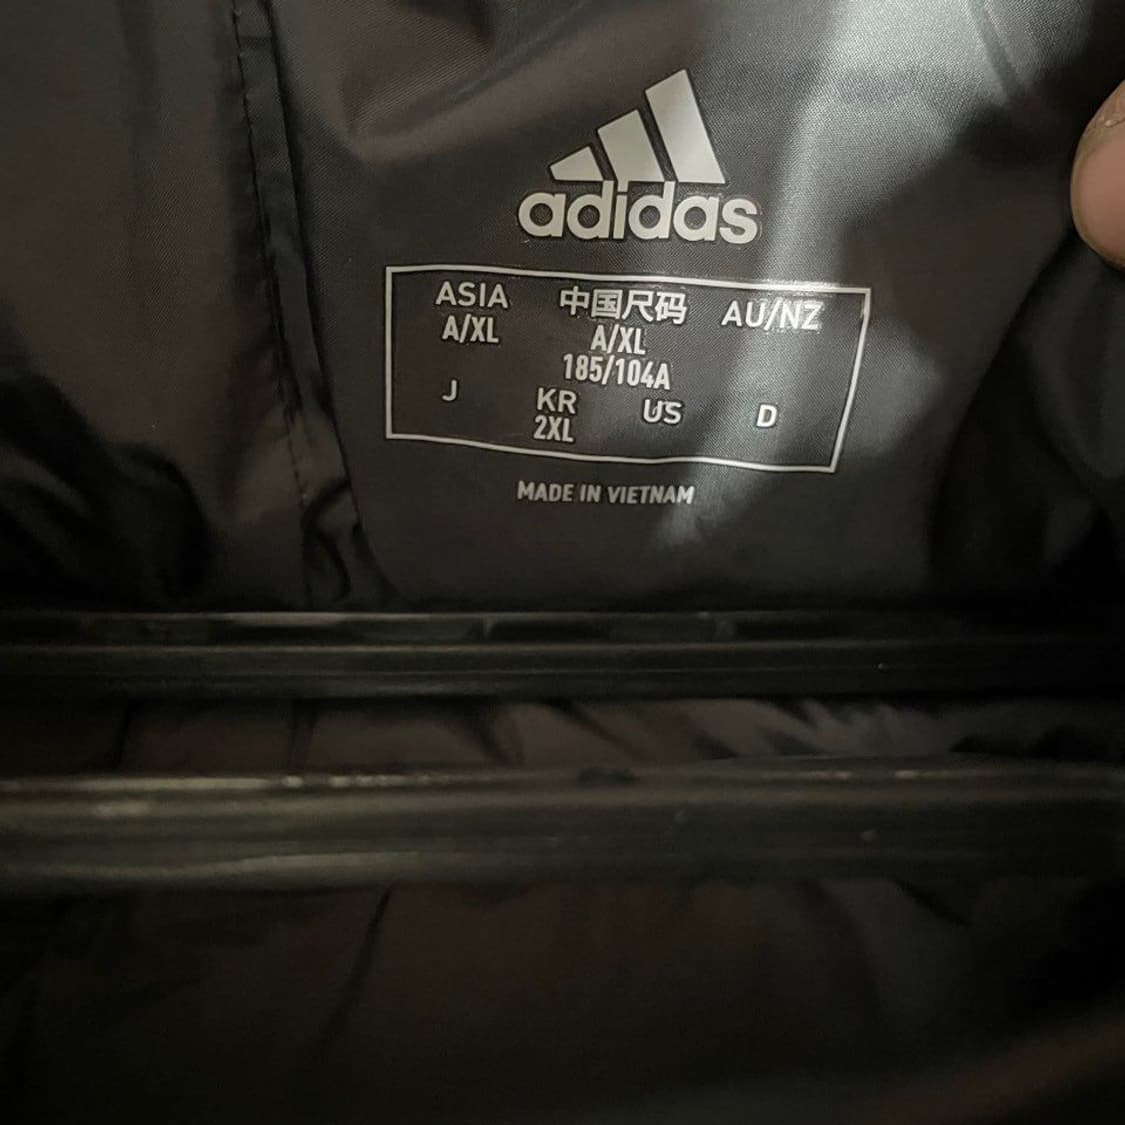 adidas
ASIA 中国尺码 AU/NZ
A/XL A/XL
185/104A
J KR US D
2XL
MADE IN VIETNAM